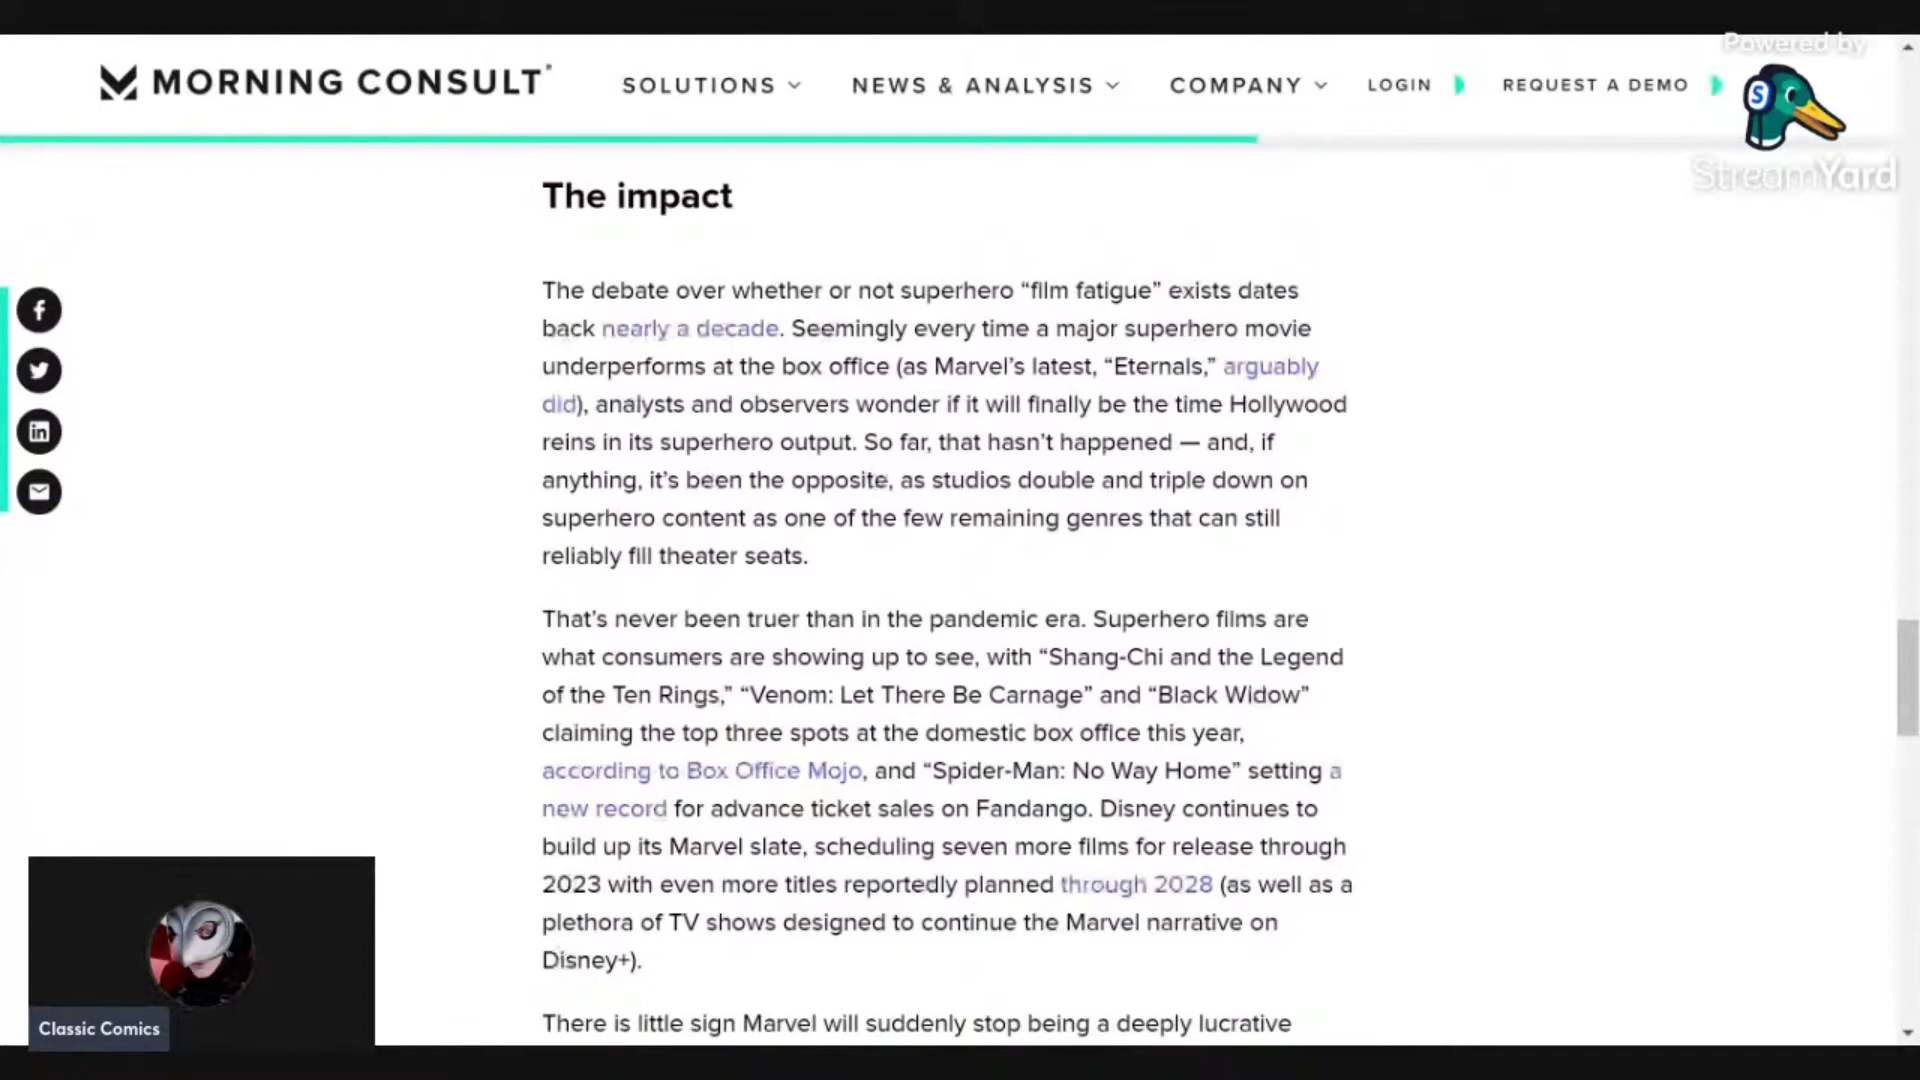 Powered by
MORNING CONSULT
SOLUTIONS
NEWS & ANALYSIS
COMPANY
LOGIN
REQUEST A DEMO
S
StreamYard
The impact
The debate over whether or not superhero “film fatigue” exists dates
back nearly a decade. Seemingly every time a major superhero movie
underperforms at the box office (as Marvel’s latest, “Eternals,” arguably
did), analysts and observers wonder if it will finally be the time Hollywood
reins in its superhero output. So far, that hasn’t happened — and, if
anything, it’s been the opposite, as studios double and triple down on
superhero content as one of the few remaining genres that can still
reliably fill theater seats.
That’s never been truer than in the pandemic era. Superhero films are
what consumers are showing up to see, with “Shang-Chi and the Legend
of the Ten Rings,” “Venom: Let There Be Carnage” and “Black Widow”
claiming the top three spots at the domestic box office this year,
according to Box Office Mojo, and “Spider-Man: No Way Home” setting a
new record for advance ticket sales on Fandango. Disney continues to
build up its Marvel slate, scheduling seven more films for release through
2023 with even more titles reportedly planned through 2028 (as well as a
plethora of TV shows designed to continue the Marvel narrative on
Disney+).
There is little sign Marvel will suddenly stop being a deeply lucrative
Classic Comics